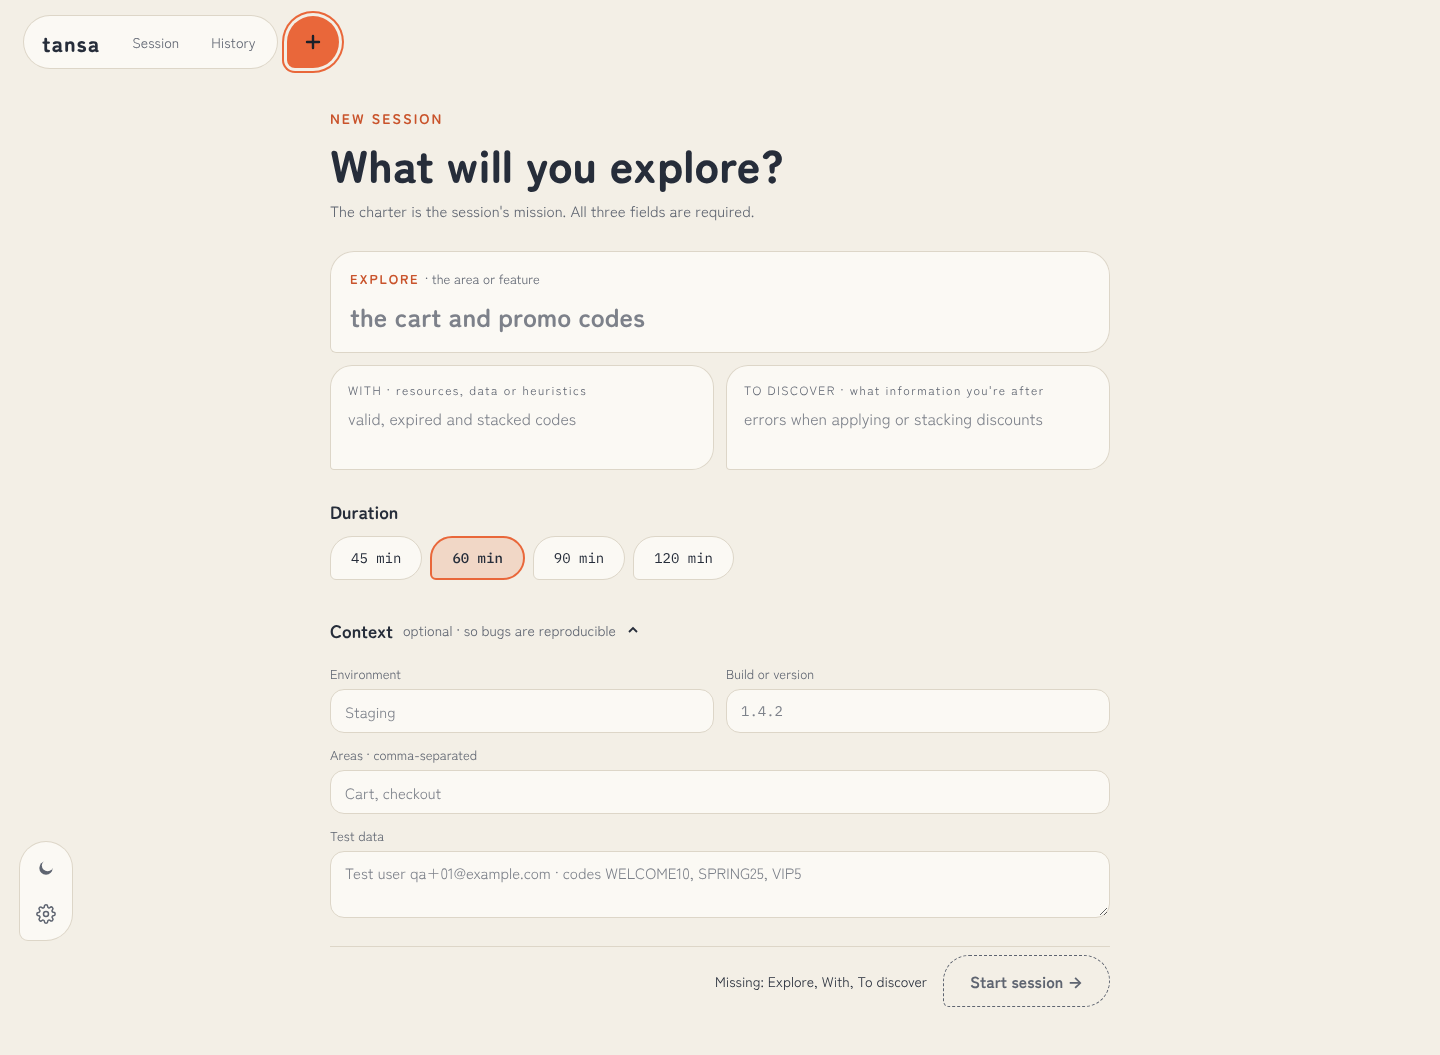 tansa Session History
NEW SESSION
What will you explore?
The charter is the session's mission. All three fields are required.
EXPLORE · the area or feature
the cart and promo codes
WITH · resources, data or heuristics
valid, expired and stacked codes
TO DISCOVER · what information you're after
errors when applying or stacking discounts
Duration
45 min 60 min 90 min 120 min
Context optional · so bugs are reproducible
Environment
Staging
Build or version
1.4.2
Areas · comma-separated
Cart, checkout
Test data
Test user qa+01@example.com · codes WELCOME10, SPRING25, VIP5
Missing: Explore, With, To discover
Start session →